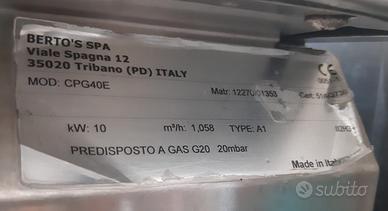 BERTO'S SPA
Viale Spagna 12
35020 Tribano (PD) ITALY
MOD: CPG40E
Matr:
kW: 10 m³/h: 1,058 TYPE: A1
PREDISPOSTO A GAS G20 20mbar
Made in Italy
subito